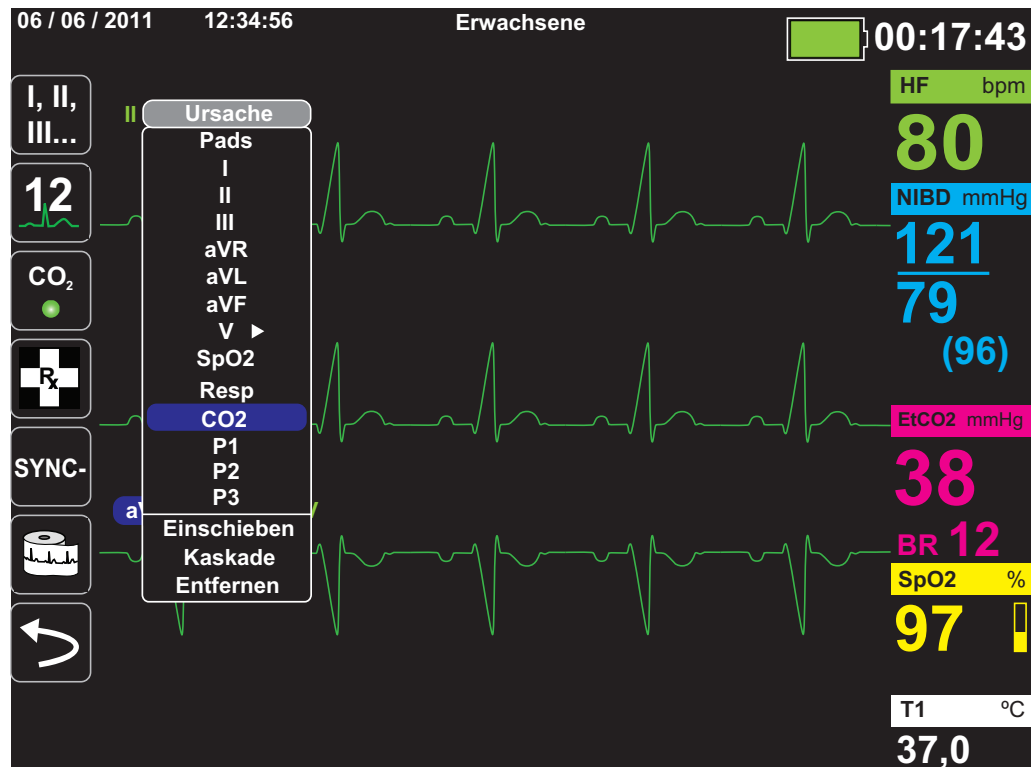 06 / 06 / 2011 12:34:56 Erwachsene 00:17:43
I, II,
III...
12
CO₂
Rx
SYNC-
II
Ursache
Pads
I
II
III
aVR
aVL
aVF
V
SpO2
Resp
CO2
P1
P2
P3
Einschieben
Kaskade
Entfernen
HF bpm
80
NIBD mmHg
121
79
(96)
EtCO2 mmHg
38
BR 12
SpO2 %
97
T1 ºC
37,0